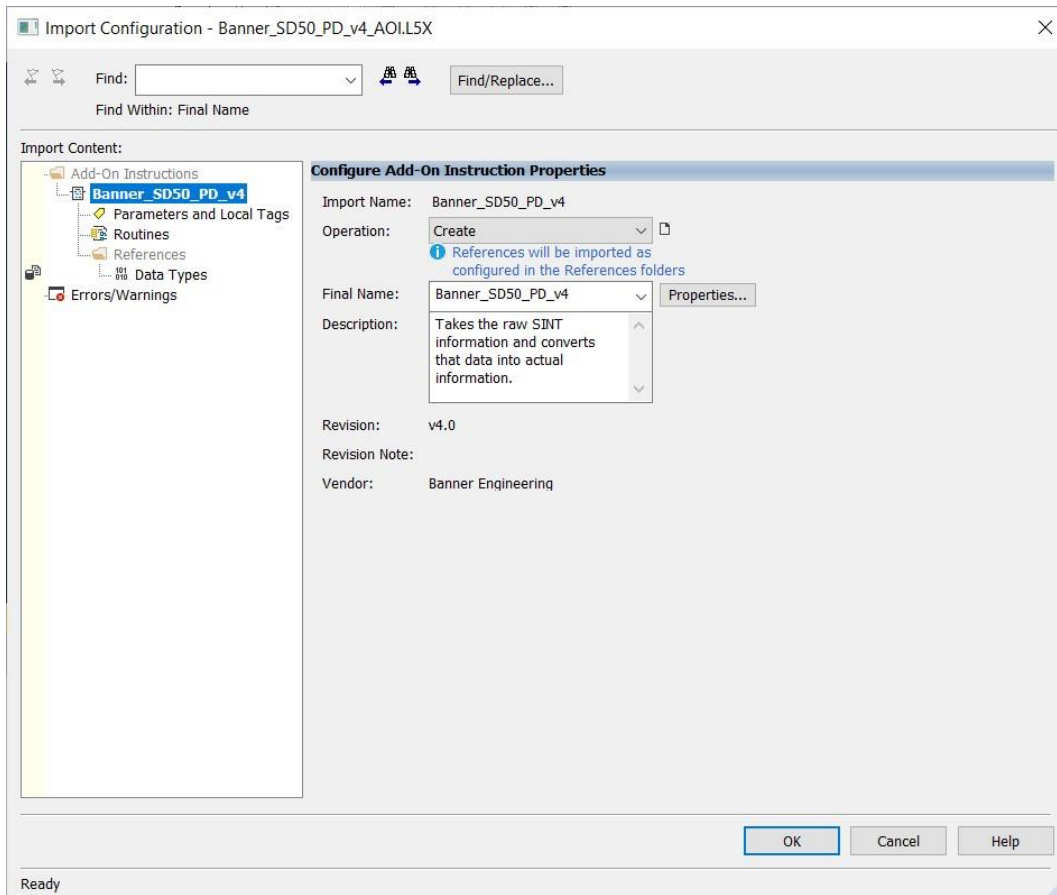 Import Configuration - Banner_SD50_PD_v4_AOI.L5X
Find:
Find/Replace...
Find Within: Final Name
Import Content:
Add-On Instructions
Banner_SD50_PD_v4
Parameters and Local Tags
Routines
References
Data Types
Errors/Warnings
Configure Add-On Instruction Properties
Import Name: Banner_SD50_PD_v4
Operation: Create
References will be imported as
configured in the References folders
Final Name: Banner_SD50_PD_v4 Properties...
Description: Takes the raw SINT
information and converts
that data into actual
information.
Revision: v4.0
Revision Note:
Vendor: Banner Engineering
OK Cancel Help
Ready